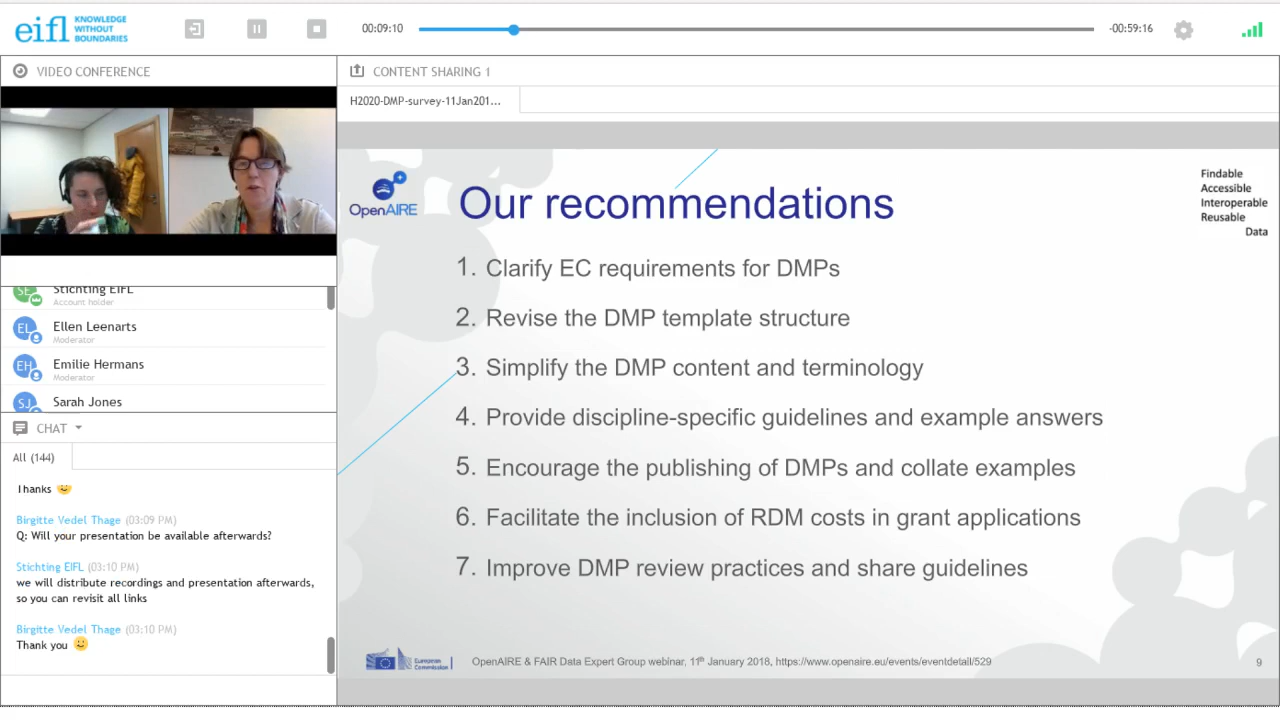 eifl KNOWLEDGE
WITHOUT
BOUNDARIES
00:09:10
-00:59:16
VIDEO CONFERENCE
CONTENT SHARING 1
H2020-DMP-survey-11Jan201...
SE Stichting EIFL
Account holder
EL Ellen Leenarts
Moderator
EH Emilie Hermans
Moderator
SJ Sarah Jones
CHAT
All (144)
Thanks
Birgitte Vedel Thage (03:09 PM)
Q: Will your presentation be available afterwards?
Stichting EIFL (03:10 PM)
we will distribute recordings and presentation afterwards,
so you can revisit all links
Birgitte Vedel Thage (03:10 PM)
Thank you
OpenAIRE
Our recommendations
Findable
Accessible
Interoperable
Reusable
Data
1. Clarify EC requirements for DMPs
2. Revise the DMP template structure
3. Simplify the DMP content and terminology
4. Provide discipline-specific guidelines and example answers
5. Encourage the publishing of DMPs and collate examples
6. Facilitate the inclusion of RDM costs in grant applications
7. Improve DMP review practices and share guidelines
European
Commission
OpenAIRE & FAIR Data Expert Group webinar, 11th January 2018, https://www.openaire.eu/events/eventdetail/529
9